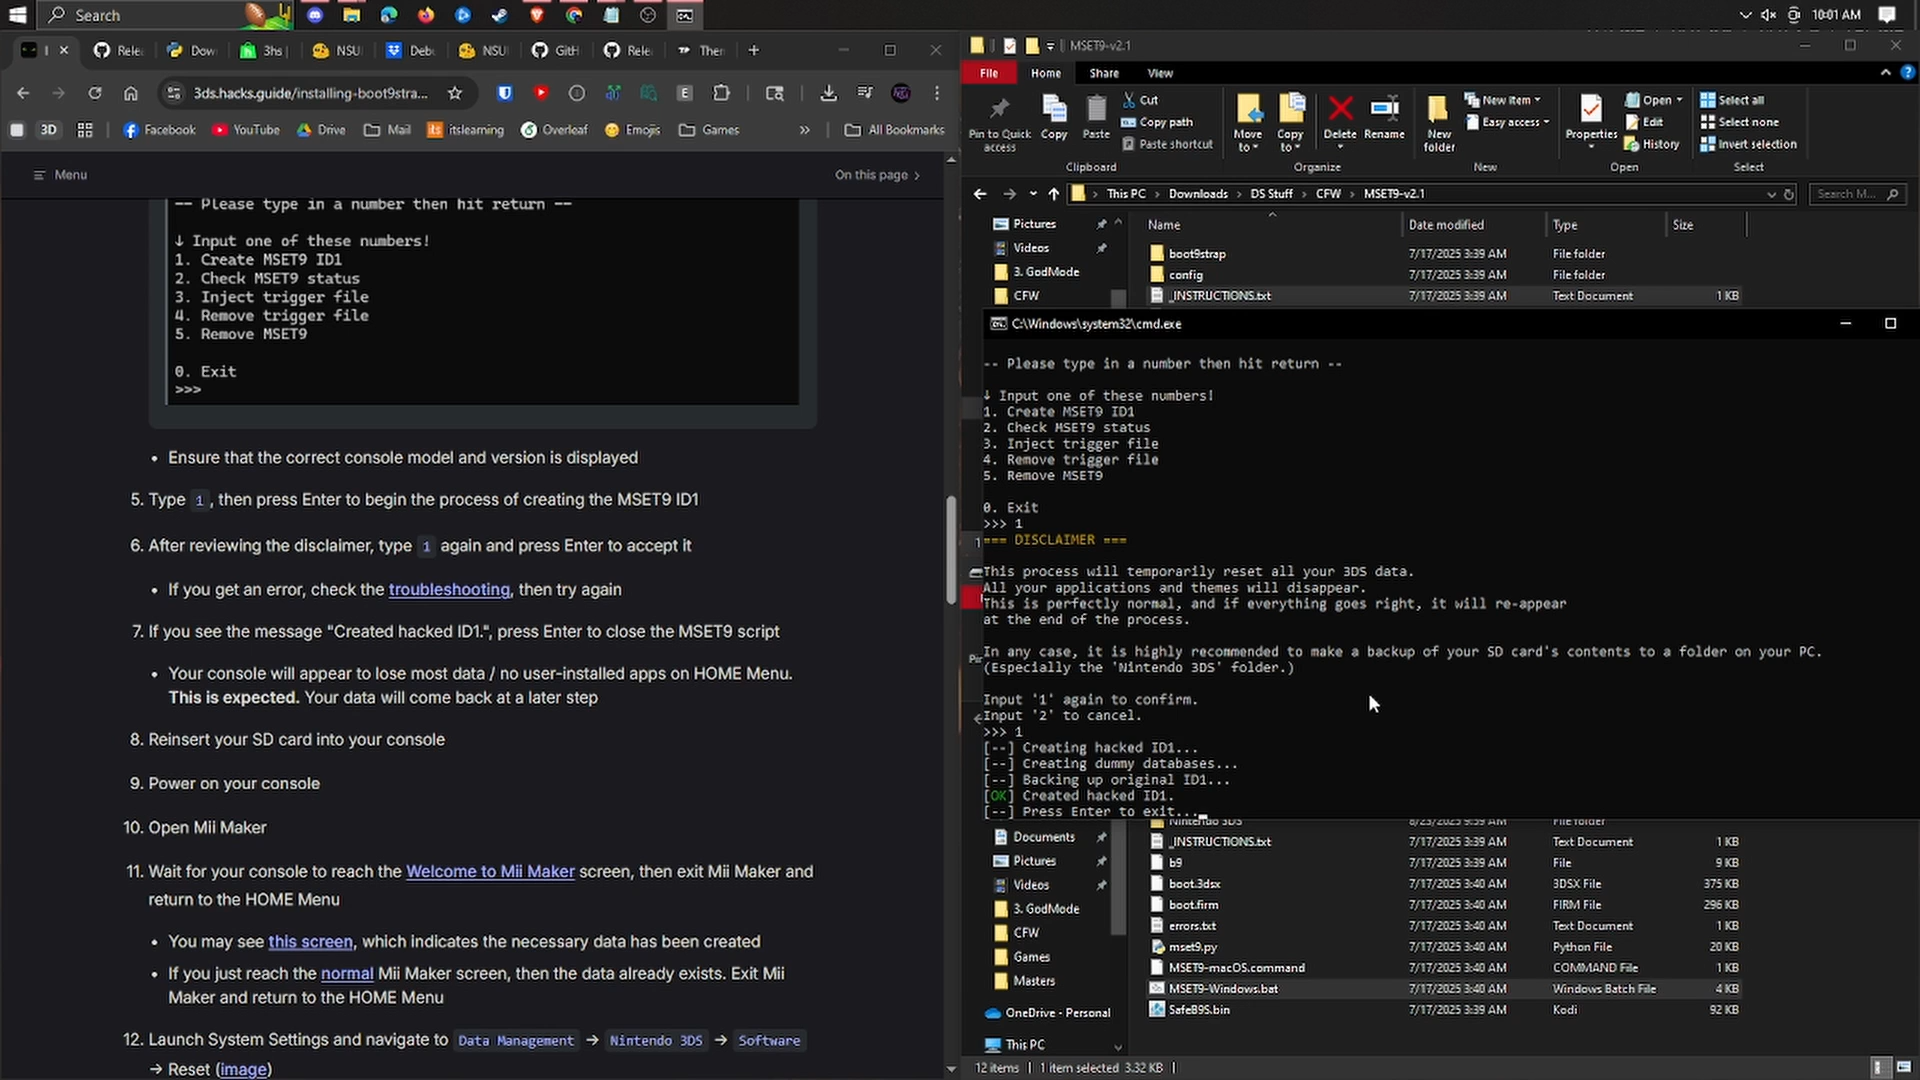 Search
10:01 AM
Rele
Dow
3hs
NSU
Deb
NSU
GitH
Rele
Ther
MSET9-v2.1
3ds.hacks.guide/installing-boot9stra...
File
Home
Share
View
3D
Facebook
YouTube
Drive
Mail
itslearning
Overleaf
Emojis
Games
All Bookmarks
Pin to Quick access
Copy
Paste
Cut
Copy path
Paste shortcut
Move to
Copy to
Delete
Rename
New folder
New item
Easy access
Properties
Open
Edit
History
Select all
Select none
Invert selection
Clipboard
Organize
New
Open
Select
Menu
On this page
This PC > Downloads > DS Stuff > CFW > MSET9-v2.1
Search M...
-- Please type in a number then hit return --
↓ Input one of these numbers!
1. Create MSET9 ID1
2. Check MSET9 status
3. Inject trigger file
4. Remove trigger file
5. Remove MSET9
0. Exit
>>>
• Ensure that the correct console model and version is displayed
5. Type 1, then press Enter to begin the process of creating the MSET9 ID1
6. After reviewing the disclaimer, type 1 again and press Enter to accept it
• If you get an error, check the troubleshooting, then try again
7. If you see the message "Created hacked ID1.", press Enter to close the MSET9 script
• Your console will appear to lose most data / no user-installed apps on HOME Menu.
This is expected. Your data will come back at a later step
8. Reinsert your SD card into your console
9. Power on your console
10. Open Mii Maker
11. Wait for your console to reach the Welcome to Mii Maker screen, then exit Mii Maker and
return to the HOME Menu
• You may see this screen, which indicates the necessary data has been created
• If you just reach the normal Mii Maker screen, then the data already exists. Exit Mii
Maker and return to the HOME Menu
12. Launch System Settings and navigate to Data Management → Nintendo 3DS → Software
→ Reset (image)
Pictures
Videos
3. GodMode
CFW
Name
Date modified
Type
Size
boot9strap 7/17/2025 3:39 AM File folder
config 7/17/2025 3:39 AM File folder
_INSTRUCTIONS.txt 7/17/2025 3:39 AM Text Document 1 KB
C:\Windows\system32\cmd.exe
-- Please type in a number then hit return --
↓ Input one of these numbers!
1. Create MSET9 ID1
2. Check MSET9 status
3. Inject trigger file
4. Remove trigger file
5. Remove MSET9
0. Exit
>>> 1
=== DISCLAIMER ===
This process will temporarily reset all your 3DS data.
All your applications and themes will disappear.
This is perfectly normal, and if everything goes right, it will re-appear
at the end of the process.
In any case, it is highly recommended to make a backup of your SD card's contents to a folder on your PC.
(Especially the 'Nintendo 3DS' folder.)
Input '1' again to confirm.
Input '2' to cancel.
>>> 1
[--] Creating hacked ID1...
[--] Creating dummy databases...
[--] Backing up original ID1...
[OK] Created hacked ID1.
[--] Press Enter to exit...
Documents
Pictures
Videos
3. GodMode
CFW
Games
Masters
OneDrive - Personal
This PC
Nintendo 3DS 8/23/2025 9:39 AM File folder
_INSTRUCTIONS.txt 7/17/2025 3:39 AM Text Document 1 KB
b9 7/17/2025 3:39 AM File 9 KB
boot.3dsx 7/17/2025 3:40 AM 3DSX File 375 KB
boot.firm 7/17/2025 3:40 AM FIRM File 296 KB
errors.txt 7/17/2025 3:40 AM Text Document 1 KB
mset9.py 7/17/2025 3:40 AM Python File 20 KB
MSET9-macOS.command 7/17/2025 3:40 AM COMMAND File 1 KB
MSET9-Windows.bat 7/17/2025 3:40 AM Windows Batch File 4 KB
SafeB9S.bin 7/17/2025 3:39 AM Kodi 92 KB
12 items | 1 item selected 3.32 KB |